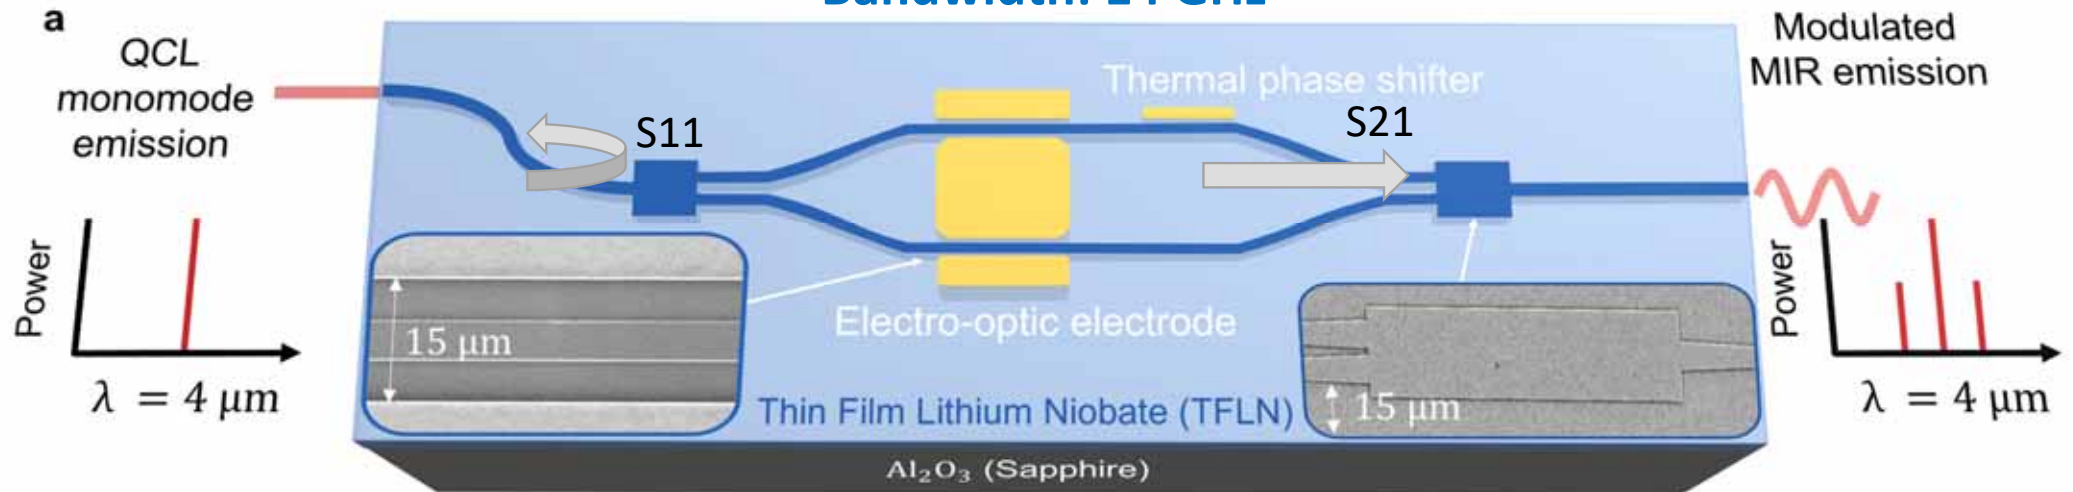 a
QCL
monomode
emission
Power
λ = 4 μm
S11
Thermal phase shifter
S21
Electro-optic electrode
15 μm
15 μm
Thin Film Lithium Niobate (TFLN)
Al₂O₃ (Sapphire)
Modulated
MIR emission
Power
λ = 4 μm